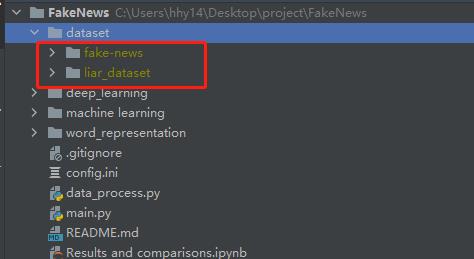 FakeNews C:\Users\hhy14\Desktop\project\FakeNews
dataset
fake-news
liar_dataset
deep_learning
machine learning
word_representation
.gitignore
config.ini
data_process.py
main.py
README.md
Results and comparisons.ipynb